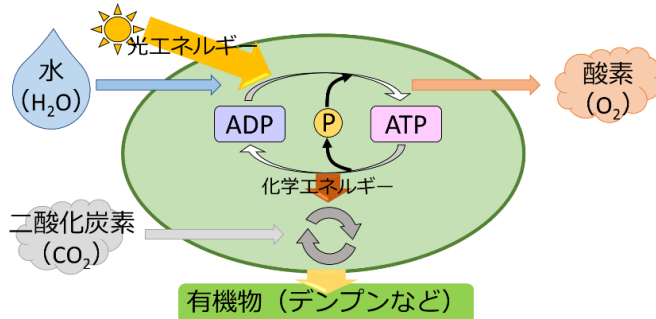 光エネルギー
水
（H₂O）
酸素
（O₂）
ADP
P
ATP
化学エネルギー
二酸化炭素
（CO₂）
有機物（デンプンなど）